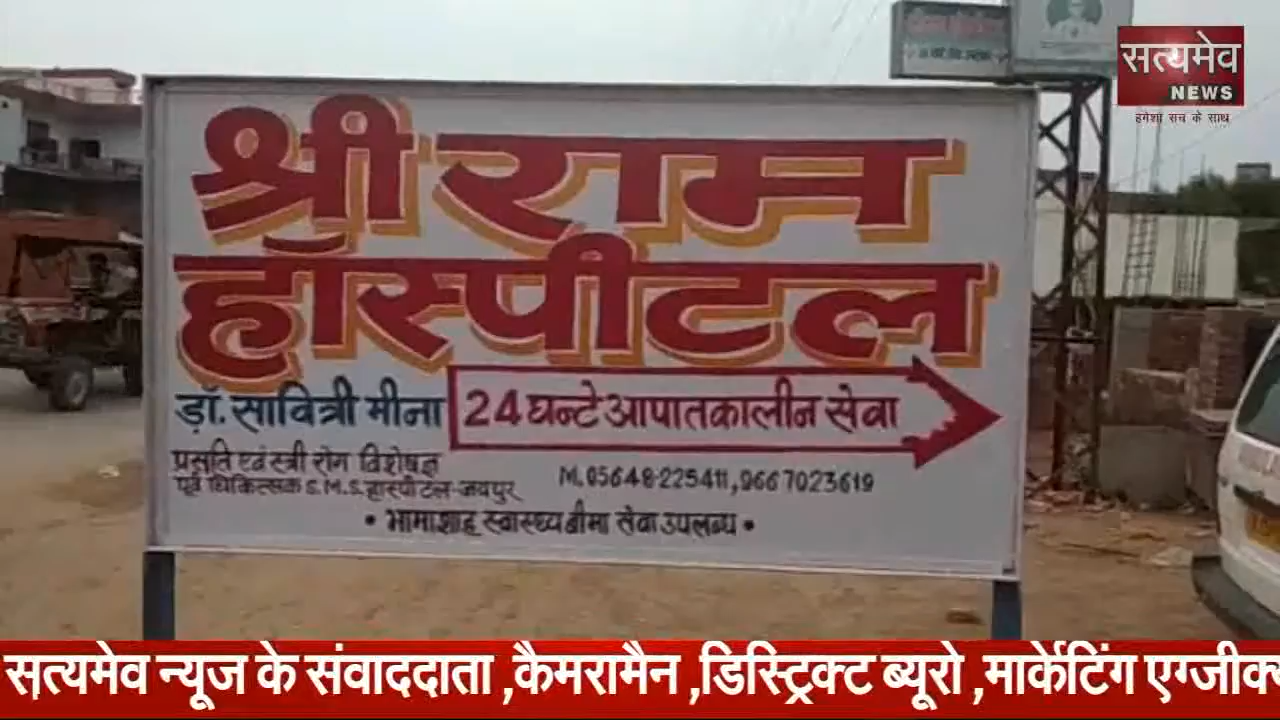 सत्यमेव
NEWS
हमेशा सच के साथ
श्री राम
हॉस्पीटल
डॉ. सावित्री मीना
24 घन्टे आपातकालीन सेवा
प्रसूति एवं स्त्री रोग विशेषज्ञ
पूर्व चिकित्सक S.M.S. हास्पीटल-जयपुर
M. 05648-225411, 9667023619
• भामाशाह स्वास्थ्य बीमा सेवा उपलब्ध •
सत्यमेव न्यूज के संवाददाता ,कैमरामैन ,डिस्ट्रिक्ट ब्यूरो ,मार्केटिंग